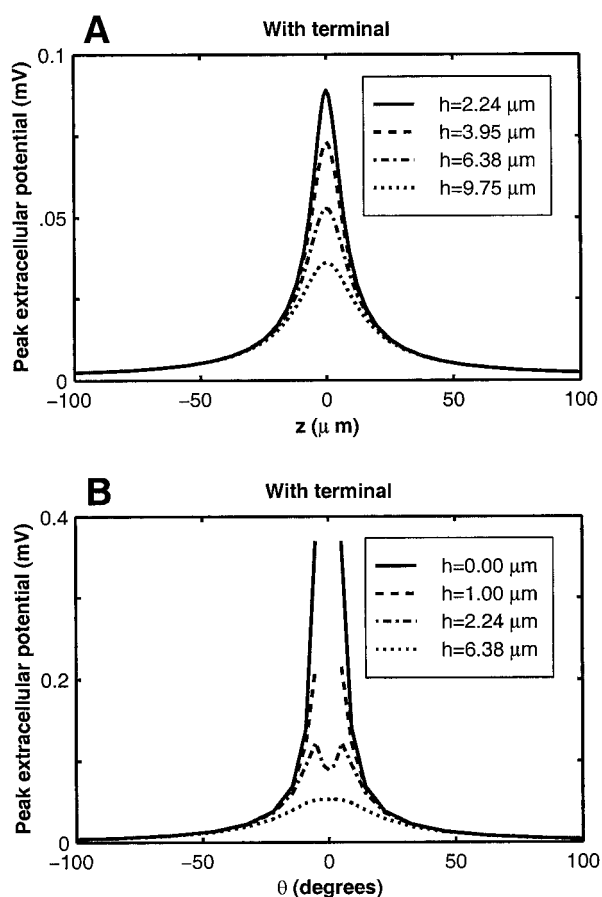 A
With terminal
0.1
.05
0
Peak extracellular potential (mV)
h=2.24 μm
h=3.95 μm
h=6.38 μm
h=9.75 μm
−100
−50
0
50
100
z (μ m)
B
With terminal
0.4
0.2
0
Peak extracellular potential (mV)
h=0.00 μm
h=1.00 μm
h=2.24 μm
h=6.38 μm
−100
−50
0
50
100
θ (degrees)